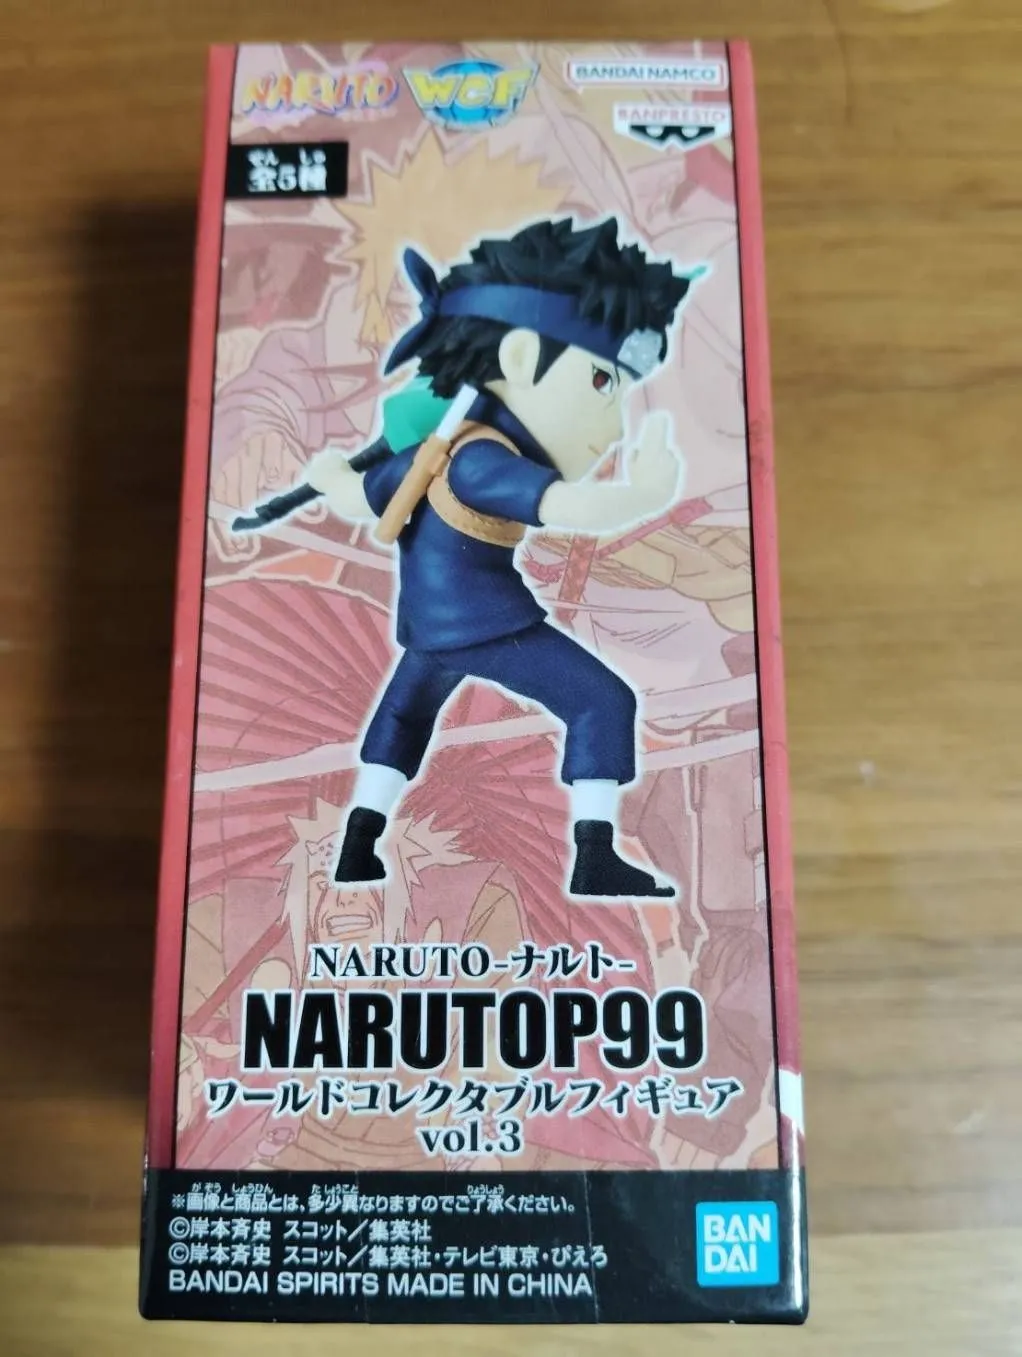 NARUTO WCF BANDAI NAMCO
BANPRESTO
ぜん しゅ
全5種
NARUTO-ナルト-
NARUTOP99
ワールドコレクタブルフィギュア
vol.3
がぞう しょうひん たしょうこと りょうしょう
※画像と商品とは、多少異なりますのでご了承ください。
©岸本斉史 スコット/集英社
©岸本斉史 スコット/集英社・テレビ東京・ぴえろ
BANDAI SPIRITS MADE IN CHINA
BAN
DAI